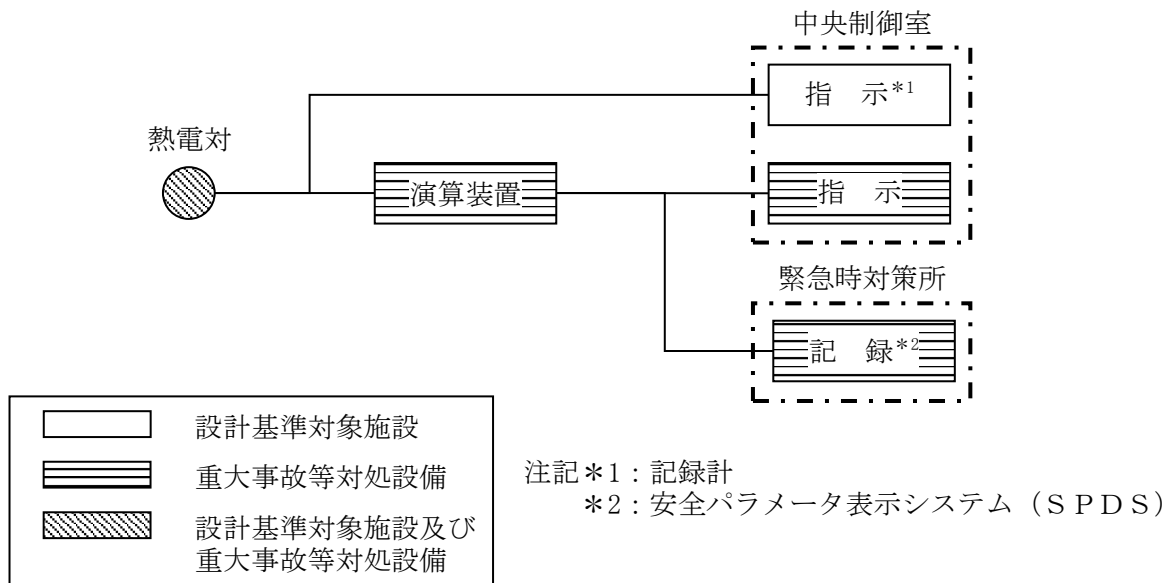 中央制御室
指 示*1
熱電対
演算装置
指 示
緊急時対策所
記 録*2
設計基準対象施設
重大事故等対処設備
設計基準対象施設及び
重大事故等対処設備
注記*1:記録計
*2:安全パラメータ表示システム(SPDS)